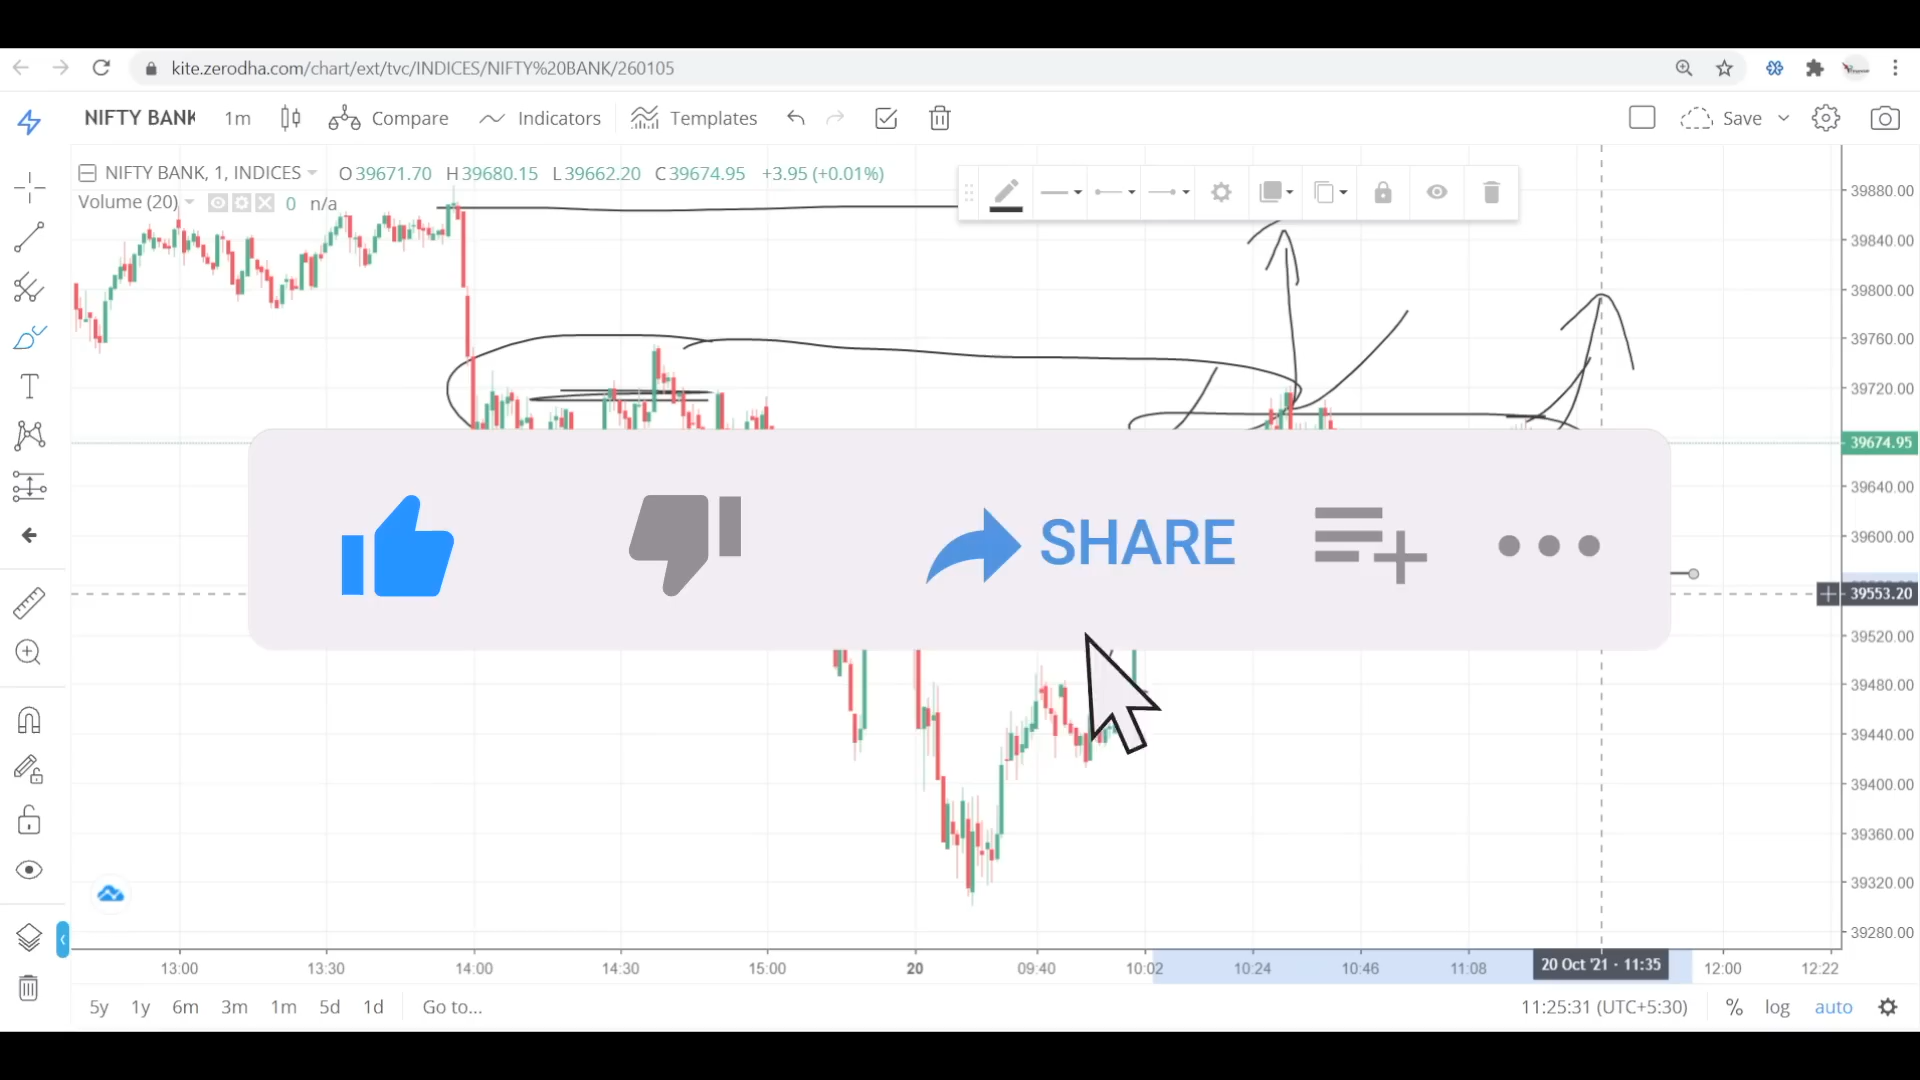 kite.zerodha.com/chart/ext/tvc/INDICES/NIFTY%20BANK/260105
NIFTY BANK 1m Compare Indicators Templates Save
NIFTY BANK, 1, INDICES O39671.70 H39680.15 L39662.20 C39674.95 +3.95 (+0.01%)
Volume (20) 0 n/a
39880.00
39840.00
39800.00
39760.00
39720.00
39674.95
39640.00
39600.00
39553.20
39520.00
39480.00
39440.00
39400.00
39360.00
39320.00
39280.00
SHARE
13:00 13:30 14:00 14:30 15:00 20 09:40 10:02 10:24 10:46 11:08 20 Oct '21 · 11:35 12:00 12:22
5y 1y 6m 3m 1m 5d 1d Go to... 11:25:31 (UTC+5:30) % log auto